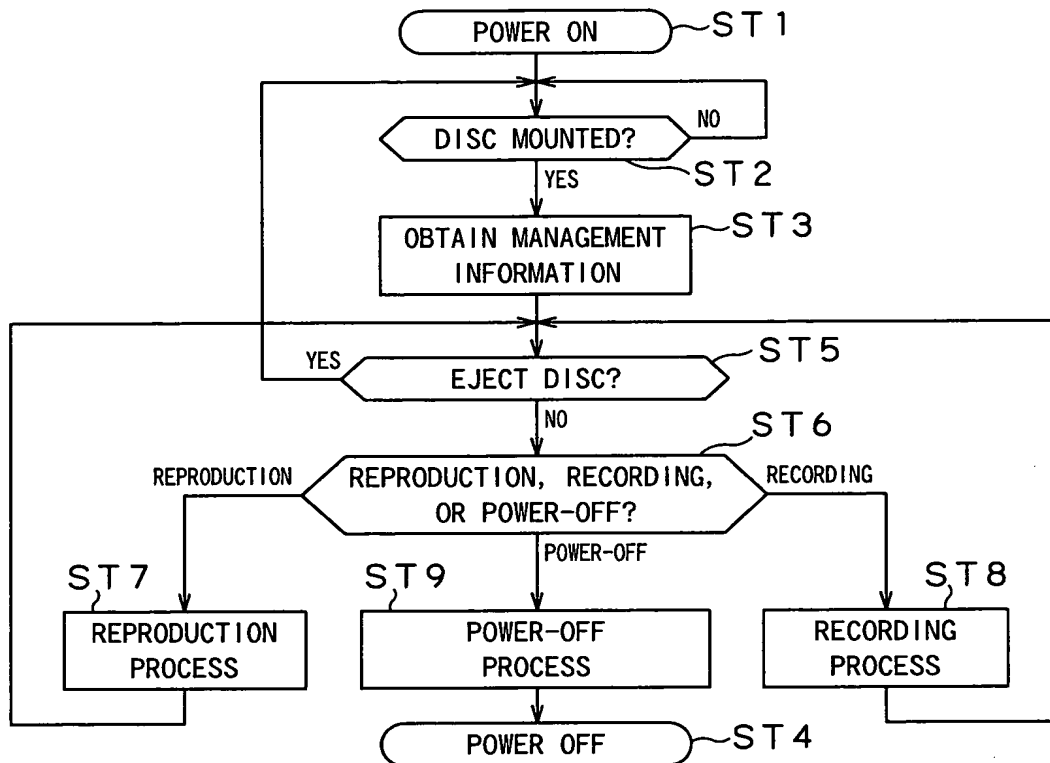 POWER ON
ST1
DISC MOUNTED?
NO
ST2
YES
OBTAIN MANAGEMENT
INFORMATION
ST3
YES
EJECT DISC?
ST5
NO
ST6
REPRODUCTION
REPRODUCTION, RECORDING,
OR POWER-OFF?
RECORDING
POWER-OFF
ST7
ST9
ST8
REPRODUCTION
PROCESS
POWER-OFF
PROCESS
RECORDING
PROCESS
POWER OFF
ST4